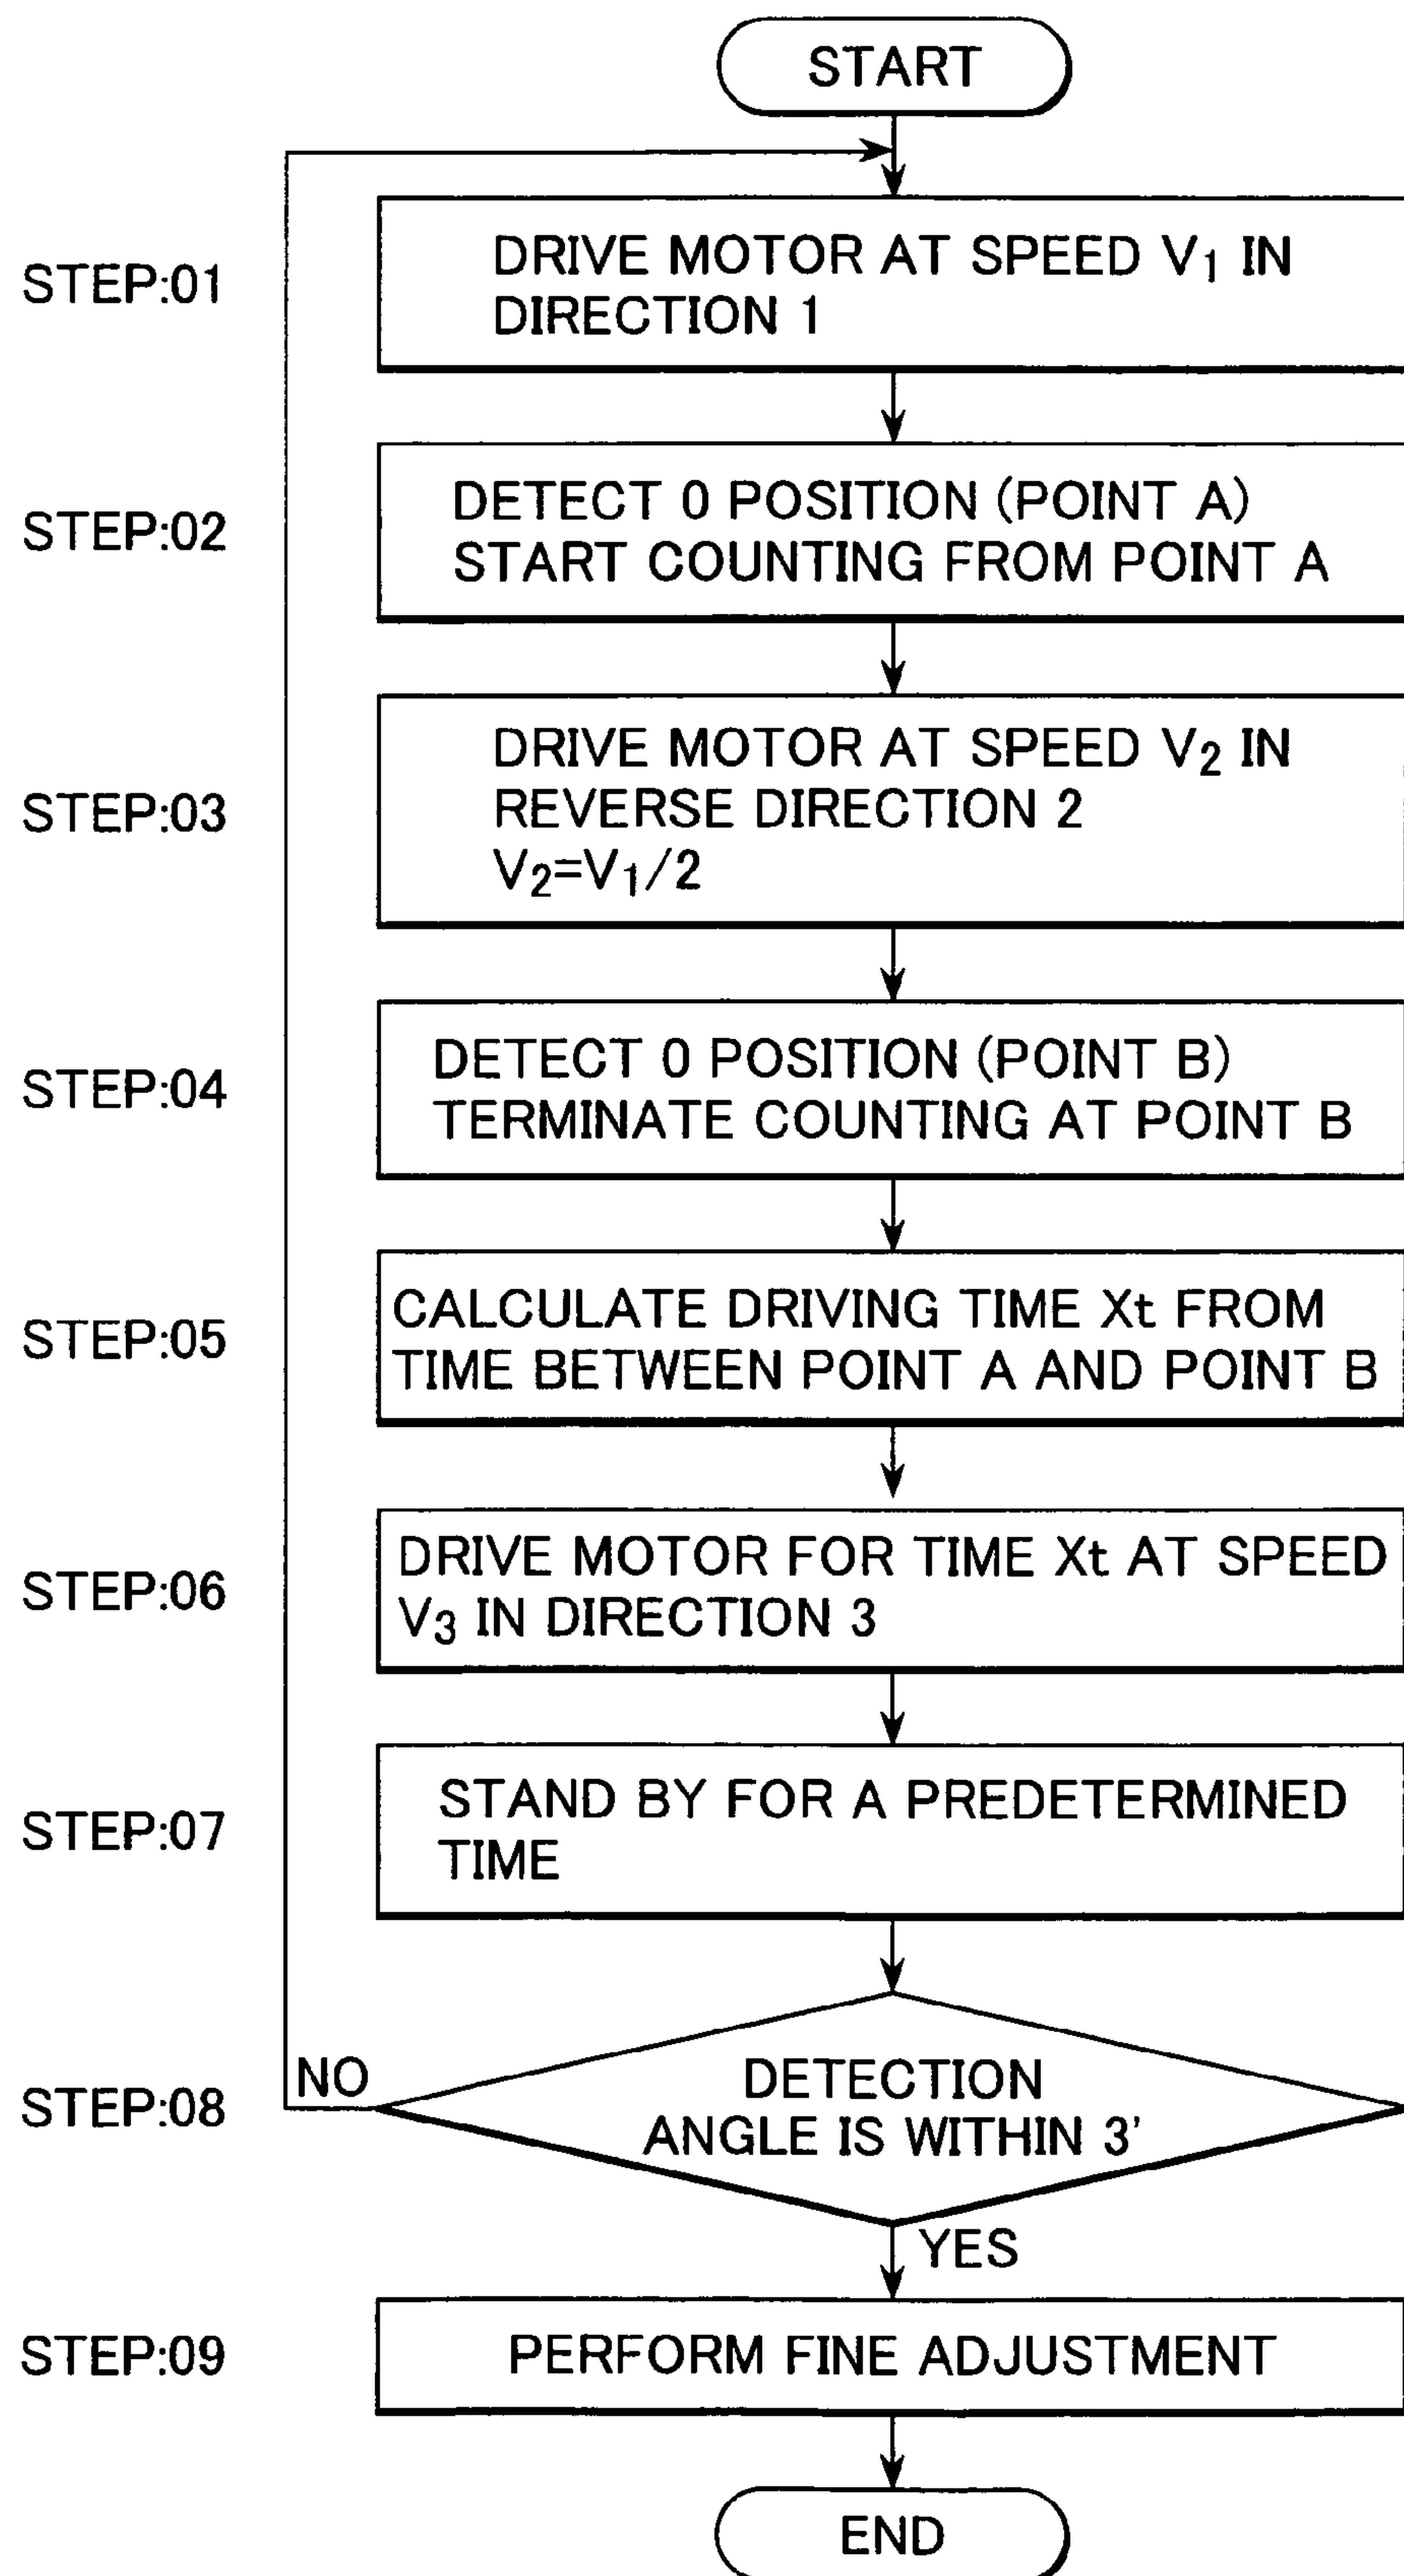 START
STEP:01
DRIVE MOTOR AT SPEED V1 IN
DIRECTION 1
STEP:02
DETECT 0 POSITION (POINT A)
START COUNTING FROM POINT A
STEP:03
DRIVE MOTOR AT SPEED V2 IN
REVERSE DIRECTION 2
V2=V1/2
STEP:04
DETECT 0 POSITION (POINT B)
TERMINATE COUNTING AT POINT B
STEP:05
CALCULATE DRIVING TIME Xt FROM
TIME BETWEEN POINT A AND POINT B
STEP:06
DRIVE MOTOR FOR TIME Xt AT SPEED
V3 IN DIRECTION 3
STEP:07
STAND BY FOR A PREDETERMINED
TIME
STEP:08
NO
DETECTION
ANGLE IS WITHIN 3'
YES
STEP:09
PERFORM FINE ADJUSTMENT
END